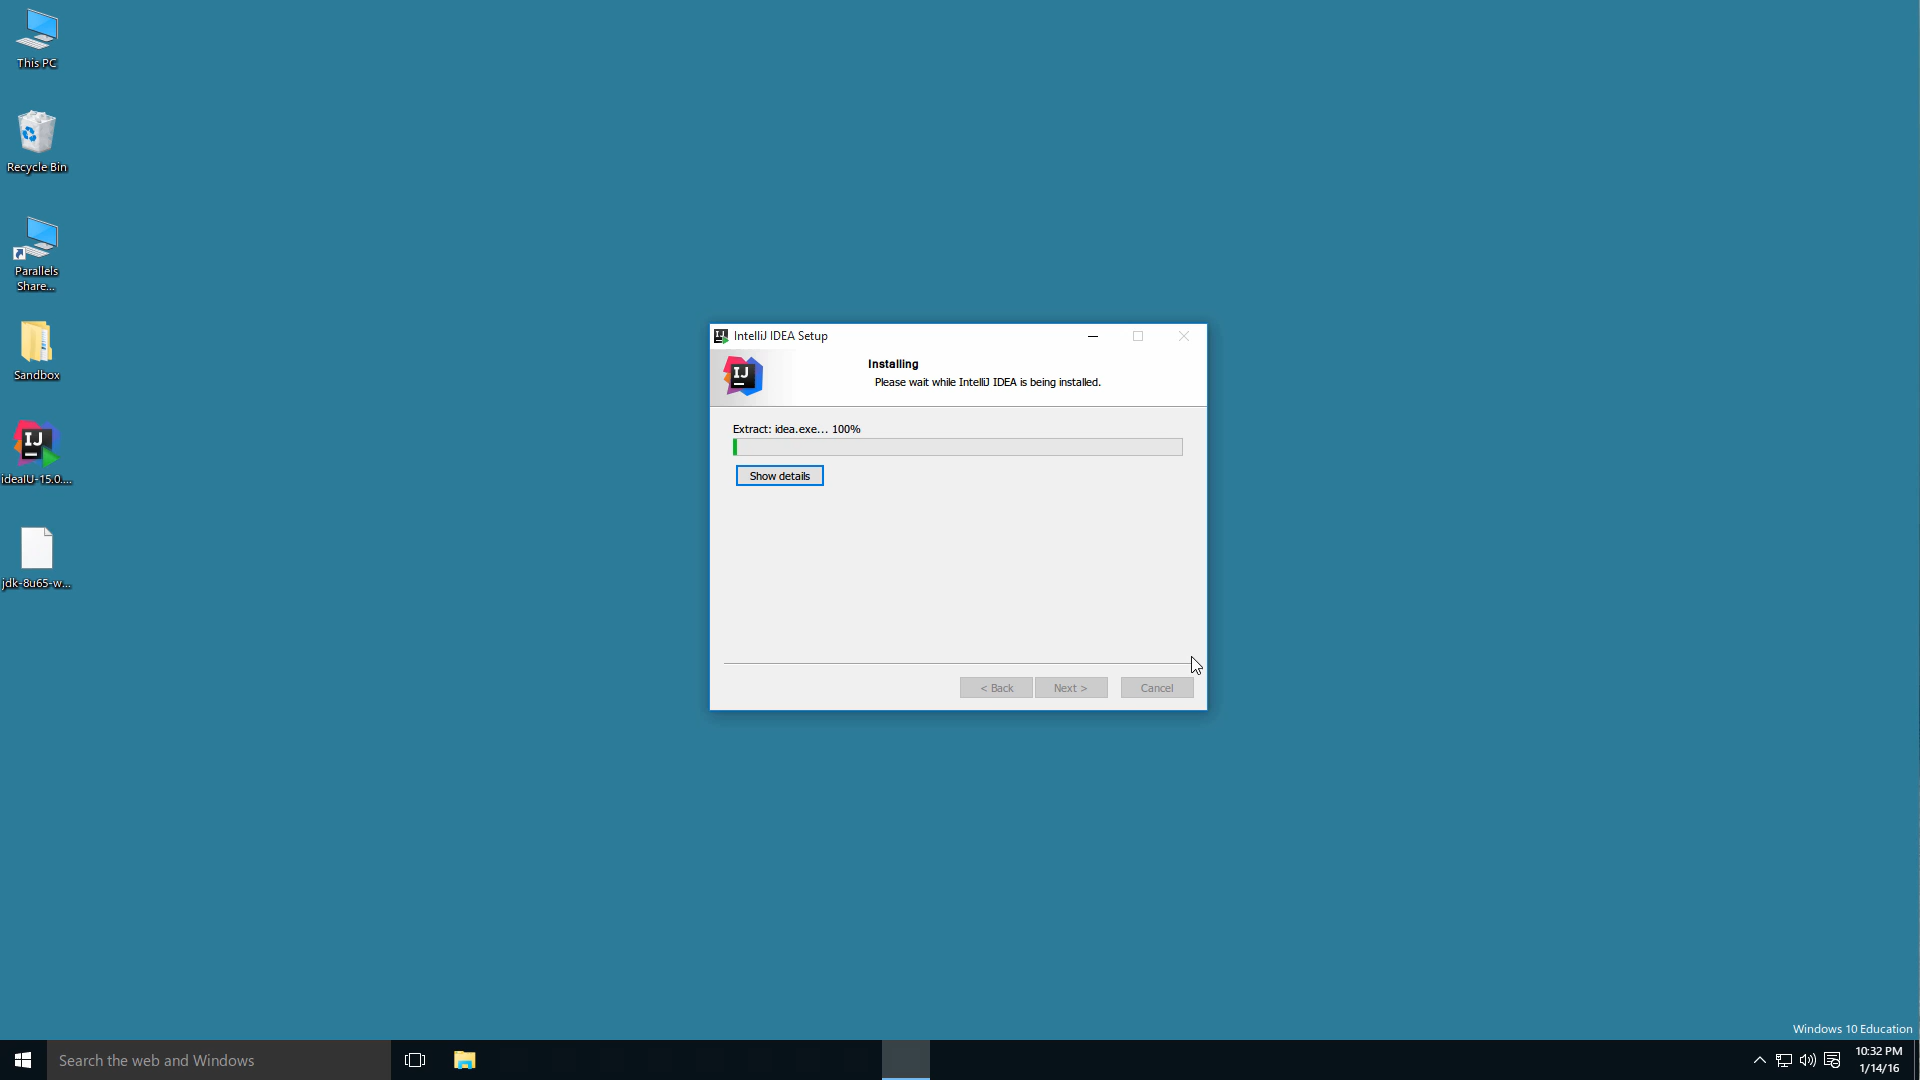 This PC
Recycle Bin
Parallels
Share...
Sandbox
ideaIU-15.0....
jdk-8u65-w...
IntelliJ IDEA Setup
IJ
Installing
Please wait while IntelliJ IDEA is being installed.
Extract: idea.exe... 100%
Show details
< Back
Next >
Cancel
Windows 10 Education
Search the web and Windows
10:32 PM
1/14/16